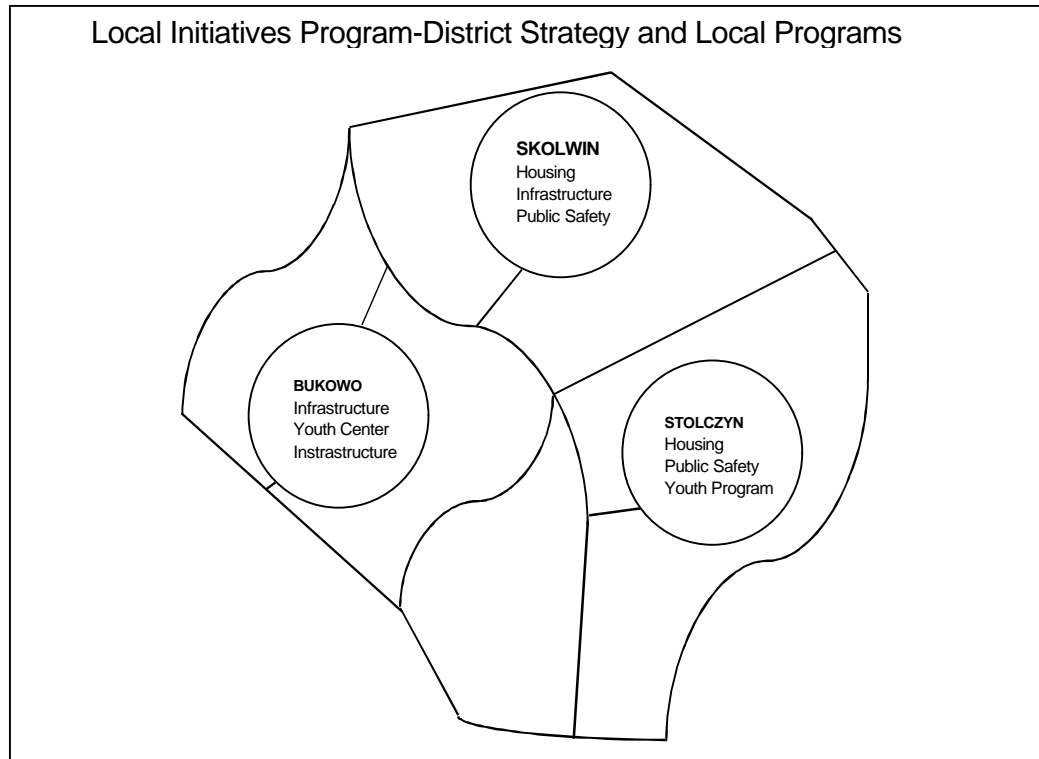 Local Initiatives Program-District Strategy and Local Programs
SKOLWIN
Housing
Infrastructure
Public Safety
BUKOWO
Infrastructure
Youth Center
Instrastructure
STOLCZYN
Housing
Public Safety
Youth Program